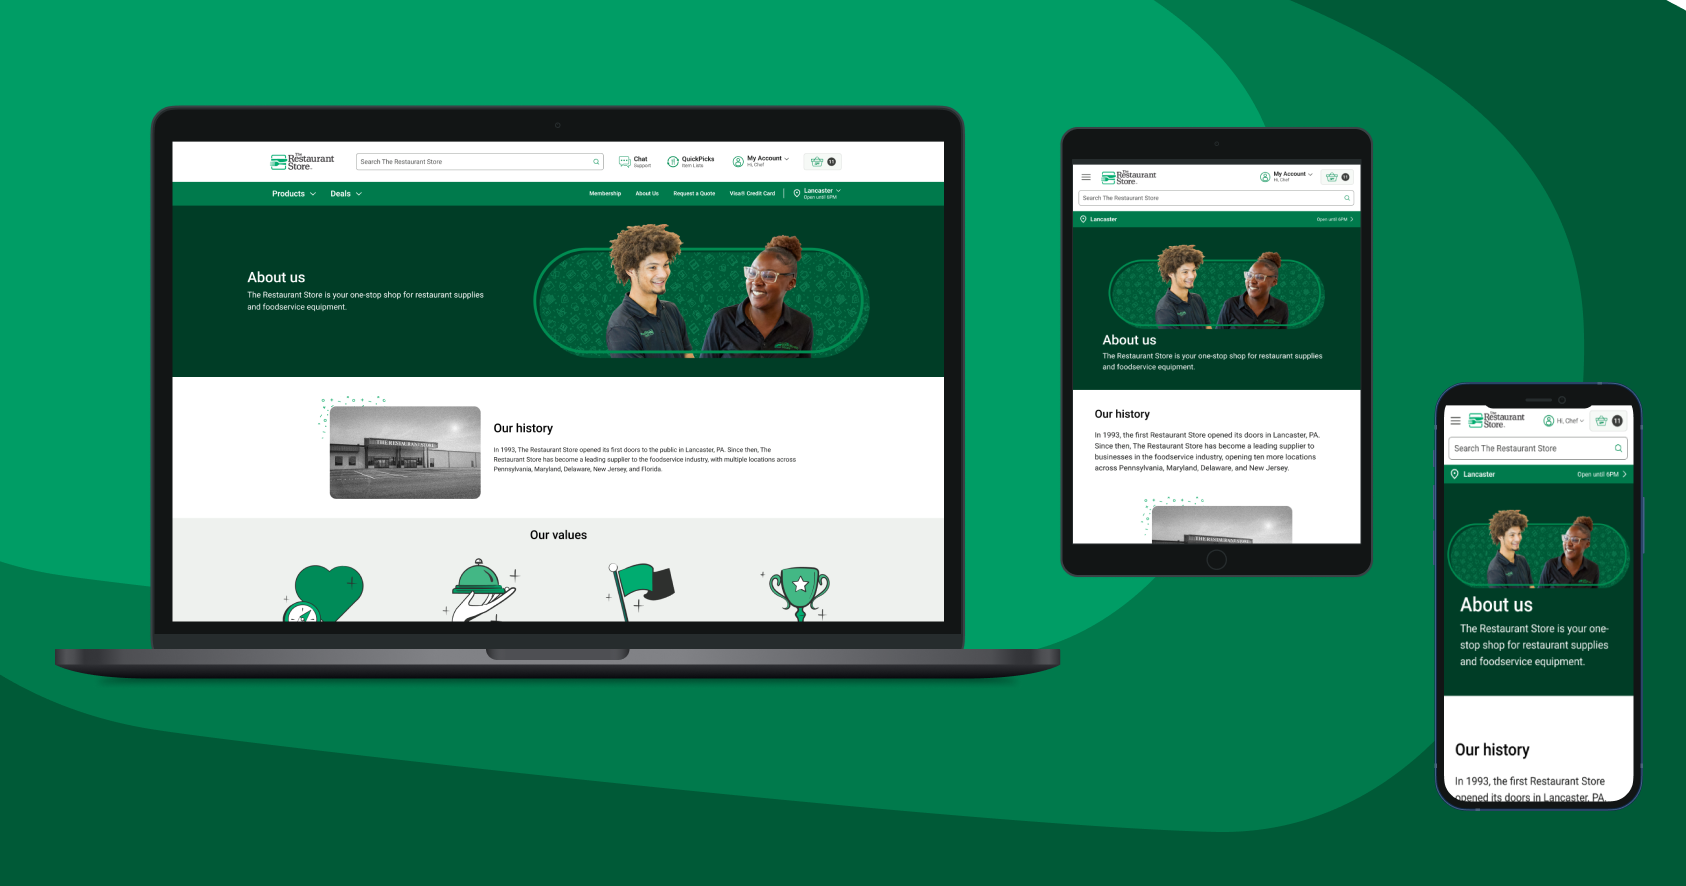 The
Restaurant
Store.
Search The Restaurant Store
Chat
Support
QuickPicks
Item Lists
My Account
Hi, Chef
11
Products
Deals
Membership
About Us
Request a Quote
Visa® Credit Card
Lancaster
Open until 6PM
About us
The Restaurant Store is your one-stop shop for restaurant supplies
and foodservice equipment.
THE RESTAURANT STORE
Our history
In 1993, The Restaurant Store opened its first doors to the public in Lancaster, PA. Since then, The
Restaurant Store has become a leading supplier to the foodservice industry, with multiple locations across
Pennsylvania, Maryland, Delaware, New Jersey, and Florida.
Our values
The
Restaurant
Store.
My Account
Hi, Chef
11
Search The Restaurant Store
Lancaster
Open until 6PM
About us
The Restaurant Store is your one-stop shop for restaurant supplies
and foodservice equipment.
Our history
In 1993, the first Restaurant Store opened its doors in Lancaster, PA.
Since then, The Restaurant Store has become a leading supplier to
businesses in the foodservice industry, opening ten more locations
across Pennsylvania, Maryland, Delaware, and New Jersey.
THE RESTAURANT STORE
The
Restaurant
Store.
Hi, Chef
11
Search The Restaurant Store
Lancaster
Open until 6PM
About us
The Restaurant Store is your one-
stop shop for restaurant supplies
and foodservice equipment.
Our history
In 1993, the first Restaurant Store
opened its doors in Lancaster, PA.